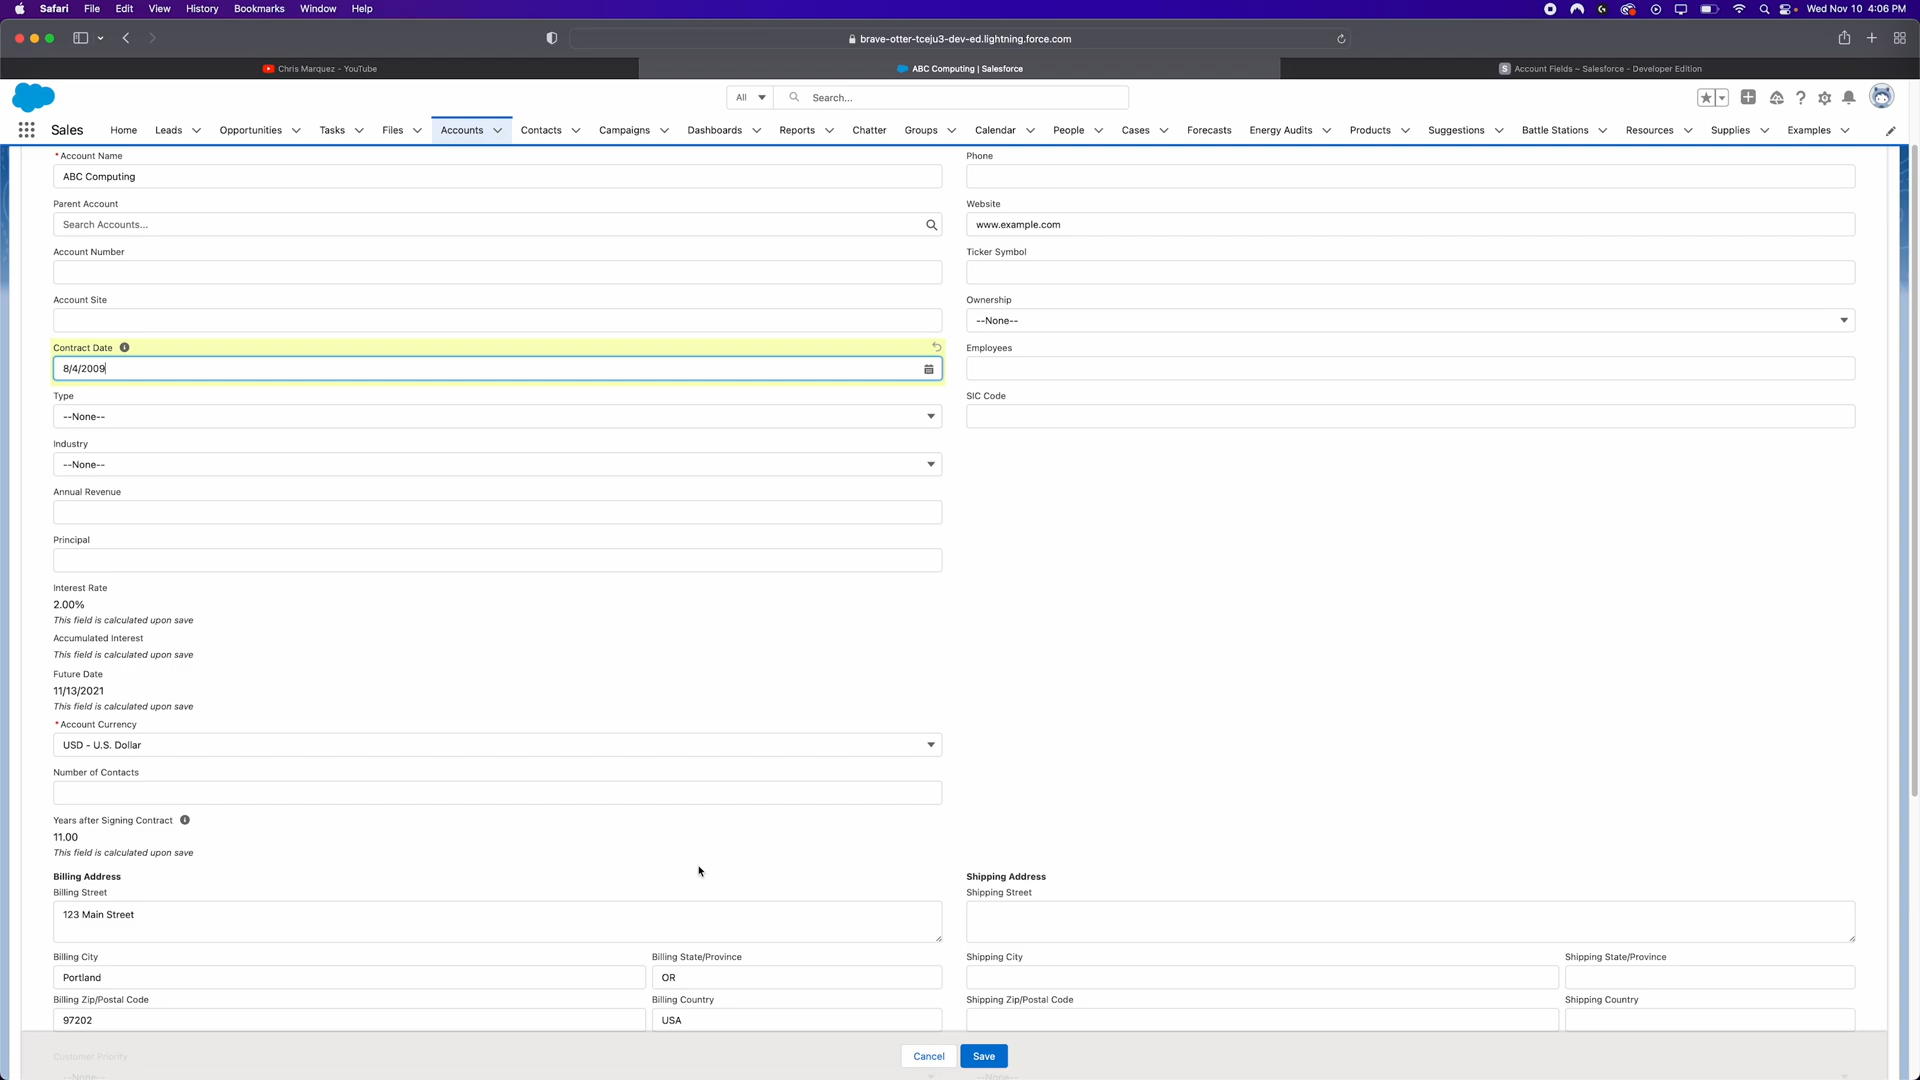 Safari File Edit View History Bookmarks Window Help Wed Nov 10 4:06 PM
brave-otter-tceju3-dev-ed.lightning.force.com
Chris Marquez - YouTube ABC Computing | Salesforce S Account Fields ~ Salesforce - Developer Edition
All Search...
Sales Home Leads Opportunities Tasks Files Accounts Contacts Campaigns Dashboards Reports Chatter Groups Calendar People Cases Forecasts Energy Audits Products Suggestions Battle Stations Resources Supplies Examples
*Account Name
ABC Computing
Phone
Parent Account
Search Accounts...
Website
www.example.com
Account Number
Ticker Symbol
Account Site
Ownership
--None--
Contract Date
8/4/2009
Employees
Type
--None--
SIC Code
Industry
--None--
Annual Revenue
Principal
Interest Rate
2.00%
This field is calculated upon save
Accumulated Interest
This field is calculated upon save
Future Date
11/13/2021
This field is calculated upon save
*Account Currency
USD - U.S. Dollar
Number of Contacts
Years after Signing Contract
11.00
This field is calculated upon save
Billing Address
Billing Street
123 Main Street
Shipping Address
Shipping Street
Billing City
Portland
Billing State/Province
OR
Shipping City
Shipping State/Province
Billing Zip/Postal Code
97202
Billing Country
USA
Shipping Zip/Postal Code
Shipping Country
Customer Priority
--None--
--None--
Cancel Save